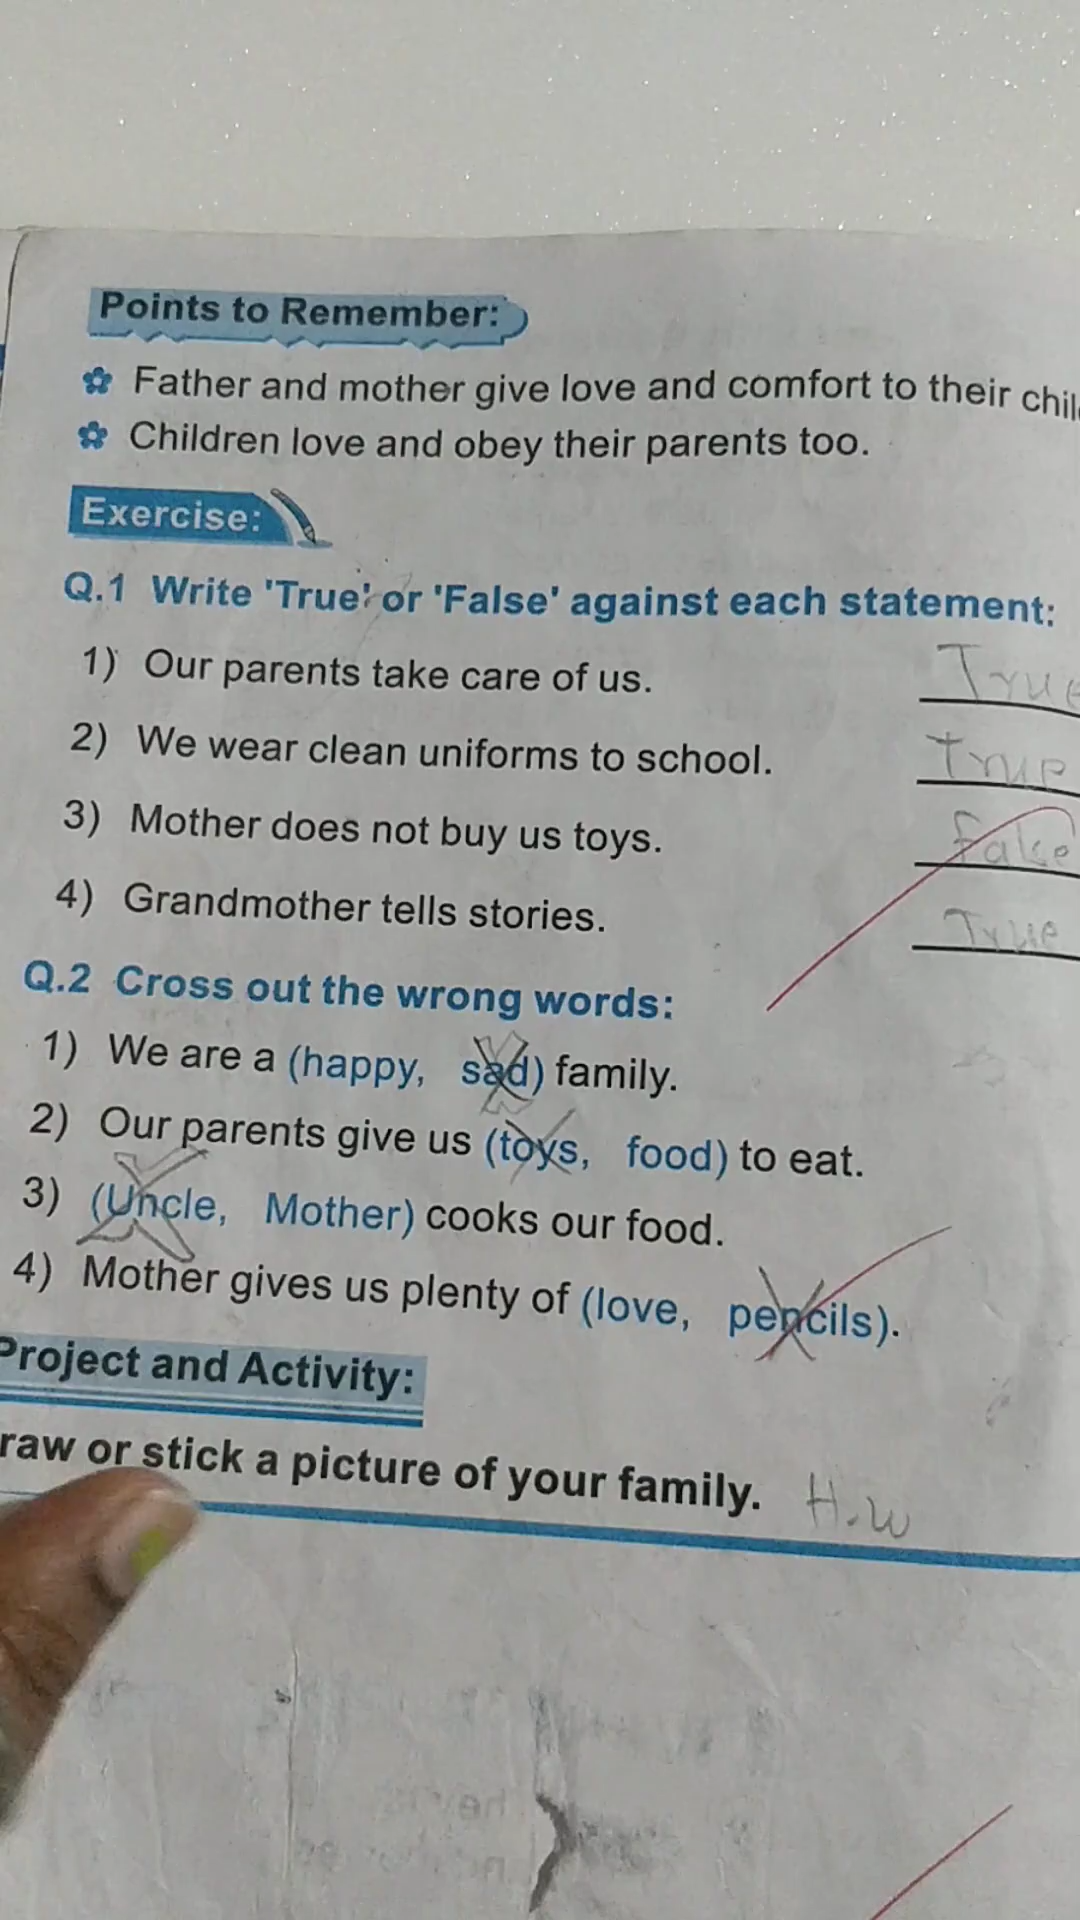 Points to Remember:
Father and mother give love and comfort to their
Children love and obey their parents too.
Exercise:
Q.1 Write 'True' or 'False' against each statement:
1) Our parents take care of us. True
2) We wear clean uniforms to school. True
3) Mother does not buy us toys. False
4) Grandmother tells stories. True
Q.2 Cross out the wrong words:
1) We are a (happy, sad) family.
2) Our parents give us (toys, food) to eat.
3) (Uncle, Mother) cooks our food.
4) Mother gives us plenty of (love, pencils).
Project and Activity:
raw or stick a picture of your family. H.W